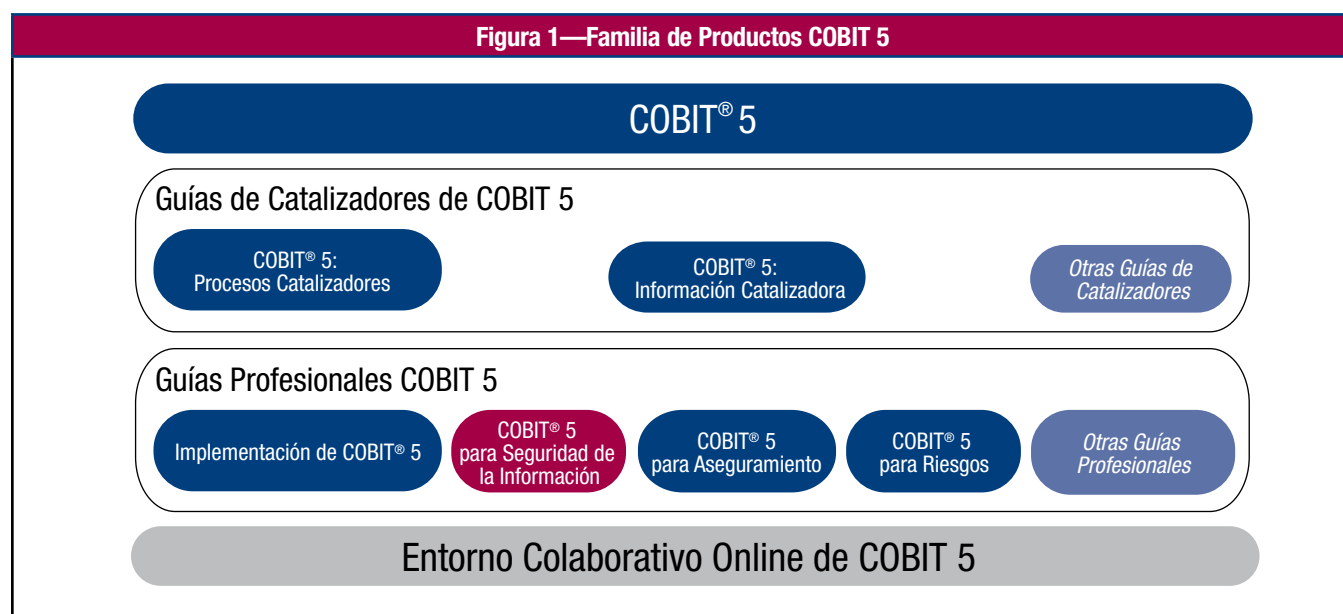 Figura 1—Familia de Productos COBIT 5
COBIT® 5
Guías de Catalizadores de COBIT 5
COBIT® 5:
Procesos Catalizadores
COBIT® 5:
Información Catalizadora
Otras Guías de
Catalizadores
Guías Profesionales COBIT 5
Implementación de COBIT® 5
COBIT® 5
para Seguridad de
la Información
COBIT® 5
para Aseguramiento
COBIT® 5
para Riesgos
Otras Guías
Profesionales
Entorno Colaborativo Online de COBIT 5